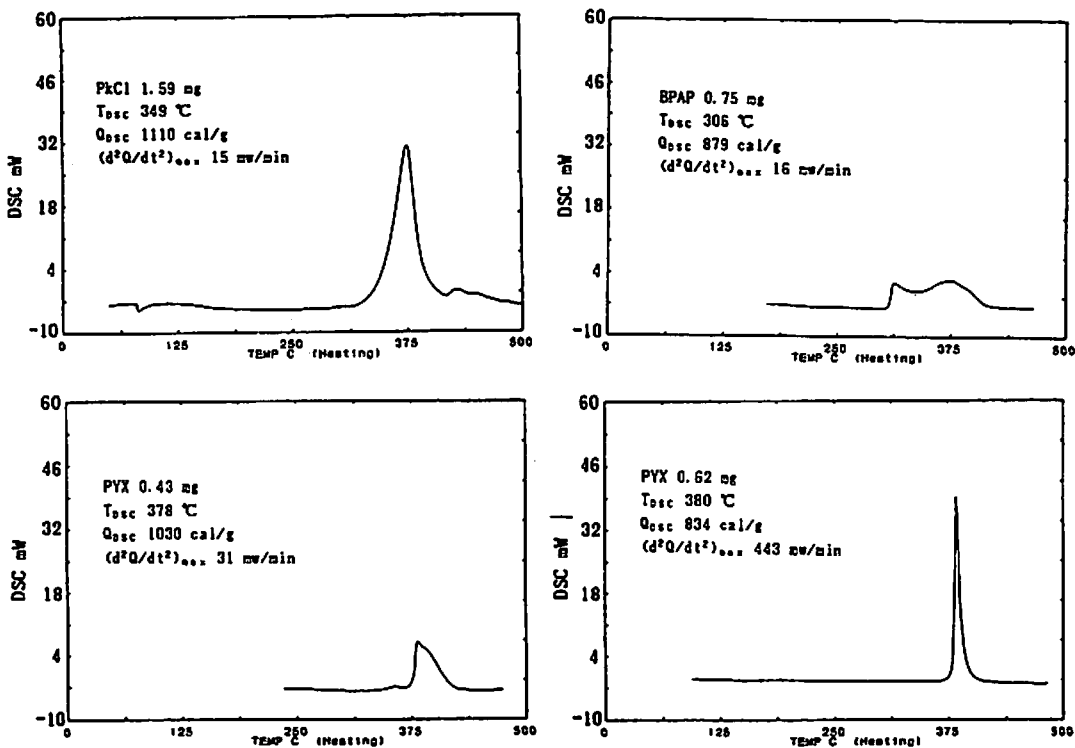 60
46
32
18
4
-10
DSC mW
PkCl 1.59 mg
TDSC 349 ℃
QDSC 1110 cal/g
(d²Q/dt²)max 15 mw/min
0 125 250 375 500
TEMP C (Heating)
60
46
32
18
4
-10
DSC mW
BPAP 0.75 mg
TDSC 306 ℃
QDSC 879 cal/g
(d²Q/dt²)max 16 mw/min
0 125 250 375 500
TEMP C (Heating)
60
46
32
18
4
-10
DSC mW
PYX 0.43 mg
TDSC 378 ℃
QDSC 1030 cal/g
(d²Q/dt²)max 31 mw/min
0 125 250 375 500
TEMP C (Heating)
60
46
32
18
4
-10
DSC mW
PYX 0.62 mg
TDSC 380 ℃
QDSC 834 cal/g
(d²Q/dt²)max 443 mw/min
0 125 250 375 500
TEMP C (Heating)